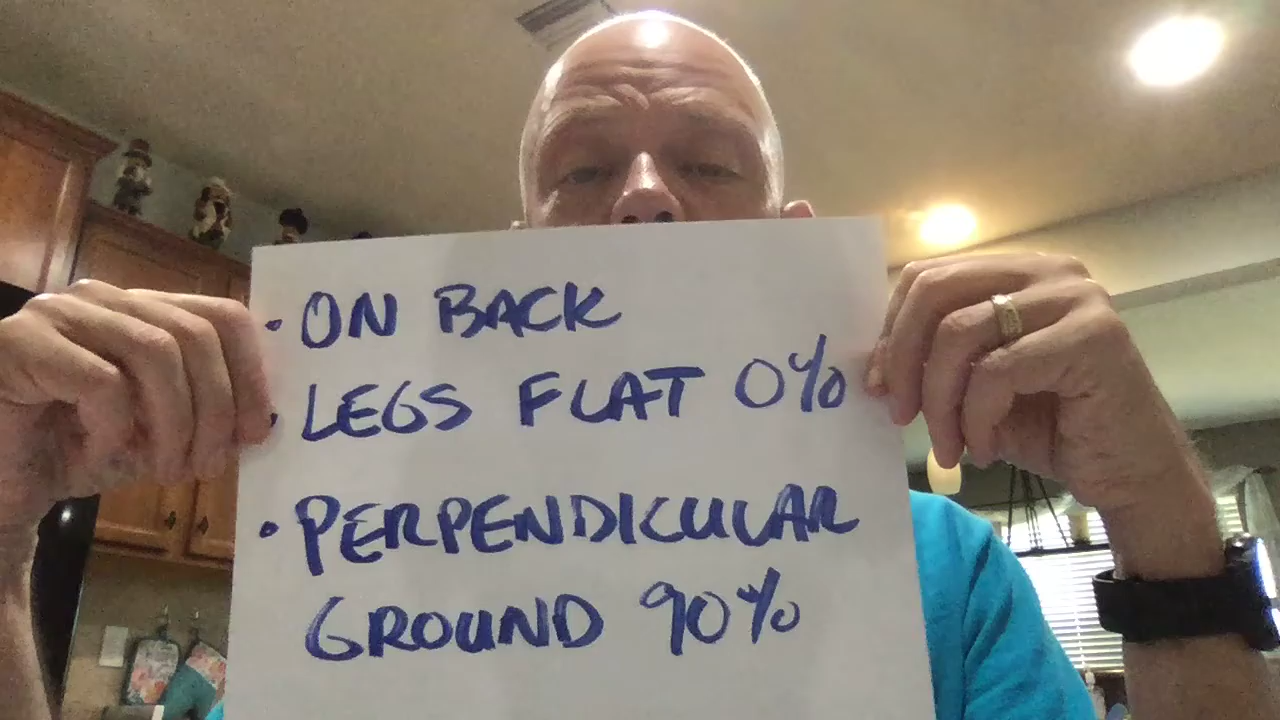 • ON BACK
• LEGS FLAT 0%
• PERPENDICULAR
GROUND 90%